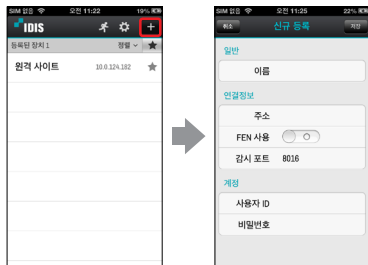 SIM 없음 오전 11:22 19%
IDIS
등록된 장치 1 정렬
원격 사이트 10.0.124.182
SIM 없음 오전 11:25 22%
취소 신규 등록 저장
일반
이름
연결정보
주소
FEN 사용
감시 포트 8016
계정
사용자 ID
비밀번호